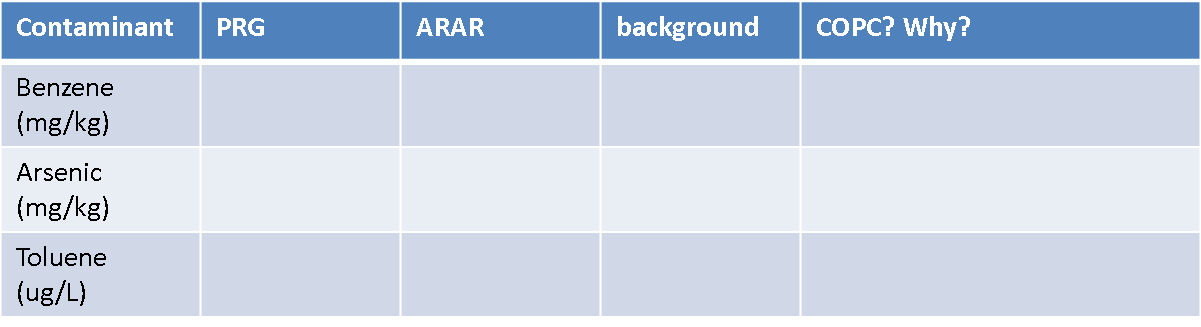 Contaminant PRG ARAR background COPC? Why?
Benzene
(mg/kg)
Arsenic
(mg/kg)
Toluene
(ug/L)